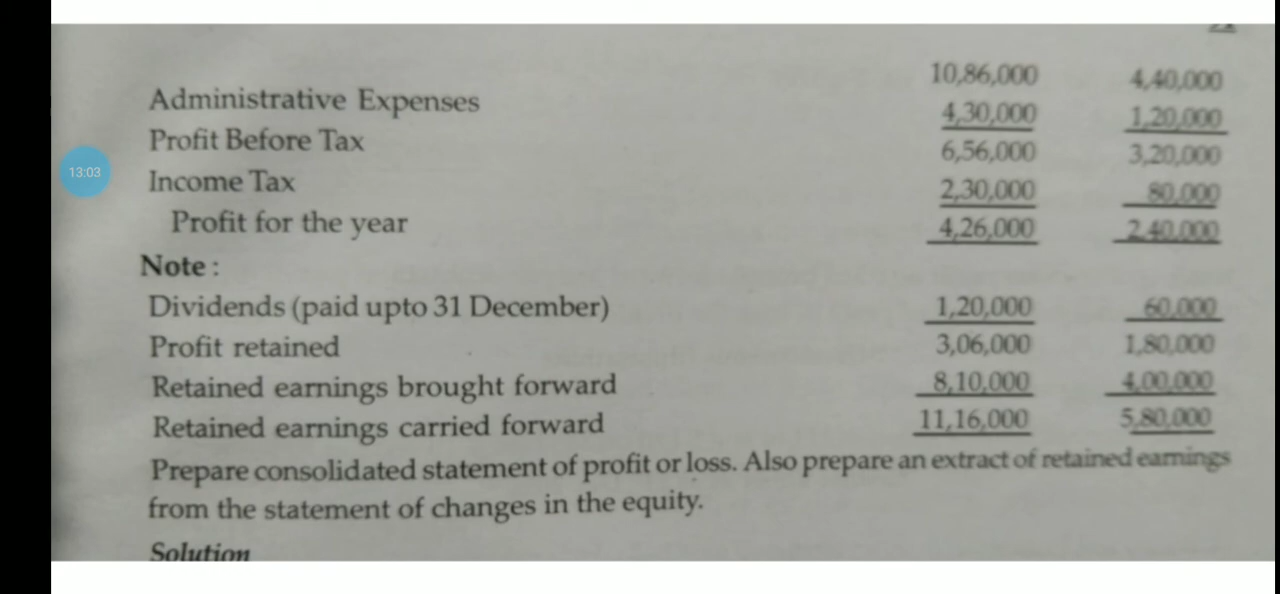 10,86,000 4,40,000
Administrative Expenses 4,30,000 1,20,000
Profit Before Tax 6,56,000 3,20,000
13:03
Income Tax 2,30,000 80,000
Profit for the year 4,26,000 2,40,000
Note :
Dividends (paid upto 31 December) 1,20,000 60,000
Profit retained 3,06,000 1,80,000
Retained earnings brought forward 8,10,000 4,00,000
Retained earnings carried forward 11,16,000 5,80,000
Prepare consolidated statement of profit or loss. Also prepare an extract of retained earnings
from the statement of changes in the equity.
Solution